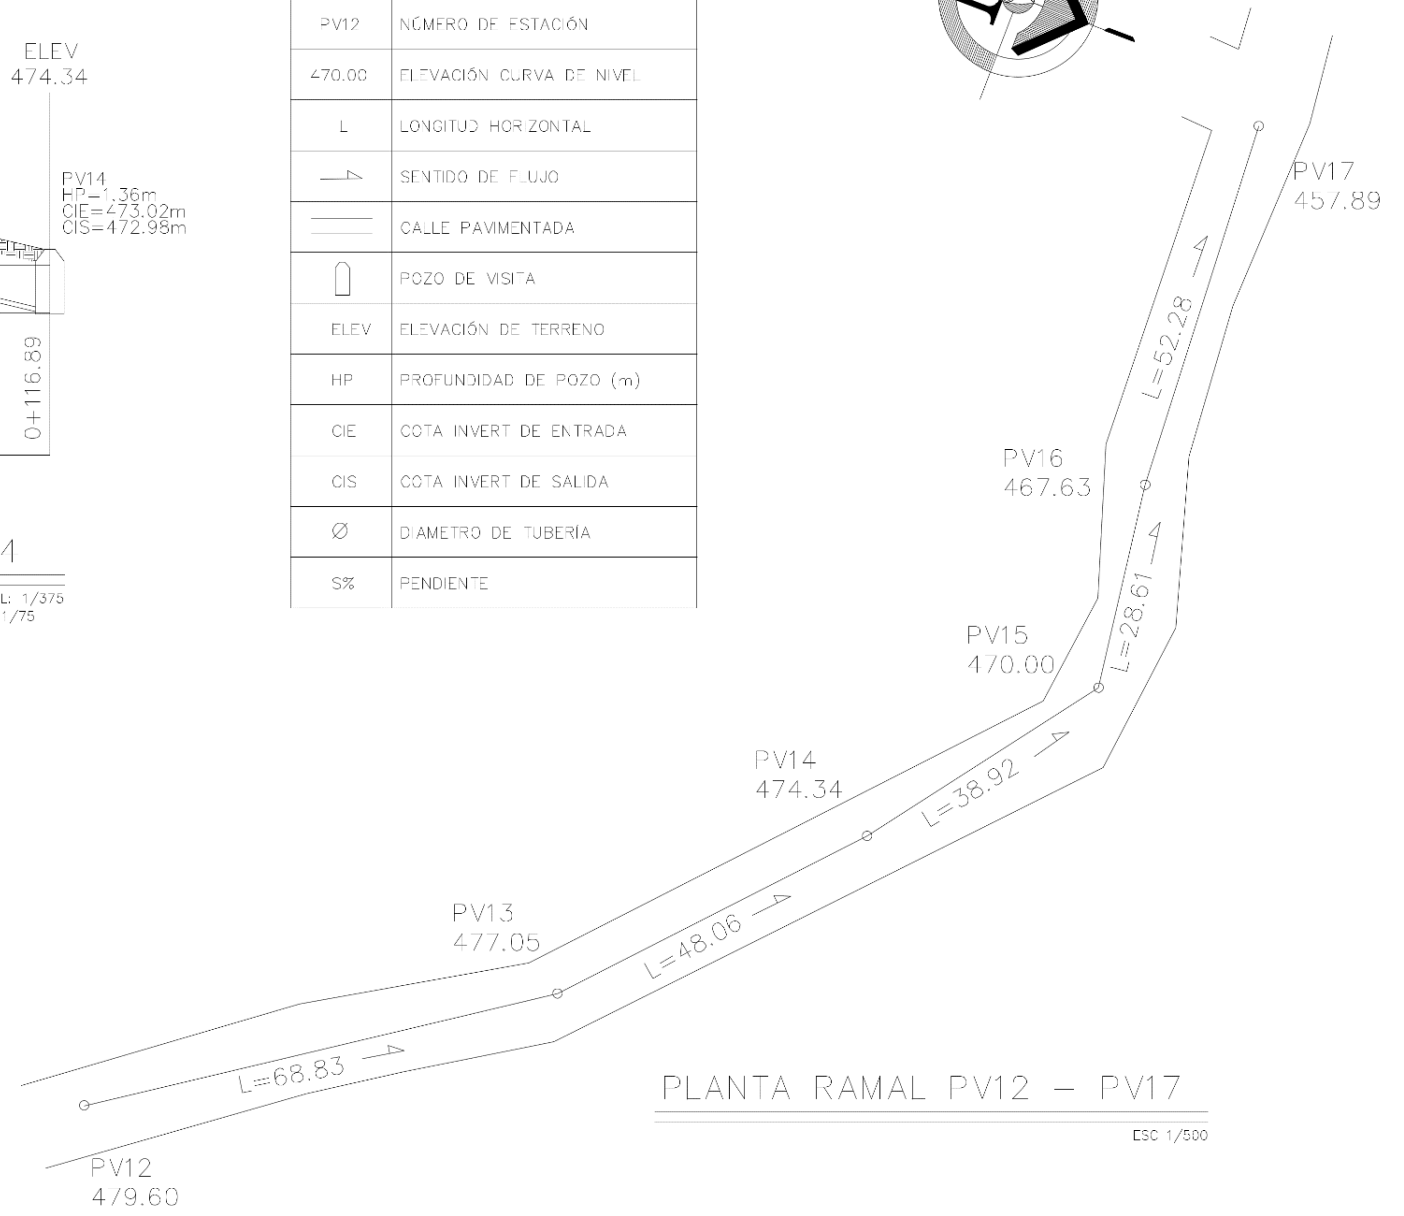 ELEV
474.34
PV14
HP=1.36m
CIE=473.02m
CIS=472.98m
0+116.89
4
L: 1/375
1/75
PV12 NÚMERO DE ESTACIÓN
470.00 ELEVACIÓN CURVA DE NIVEL
L LONGITUD HORIZONTAL
SENTIDO DE FLUJO
CALLE PAVIMENTADA
POZO DE VISITA
ELEV ELEVACIÓN DE TERRENO
HP PROFUNDIDAD DE POZO (m)
CIE COTA INVERT DE ENTRADA
CIS COTA INVERT DE SALIDA
Ø DIAMETRO DE TUBERÍA
S% PENDIENTE
PV17
457.89
L=52.28
PV16
467.63
L=28.61
PV15
470.00
PV14
474.34
L=38.92
PV13
477.05
L=48.06
L=68.83
PV12
479.60
PLANTA RAMAL PV12 - PV17
ESC 1/500